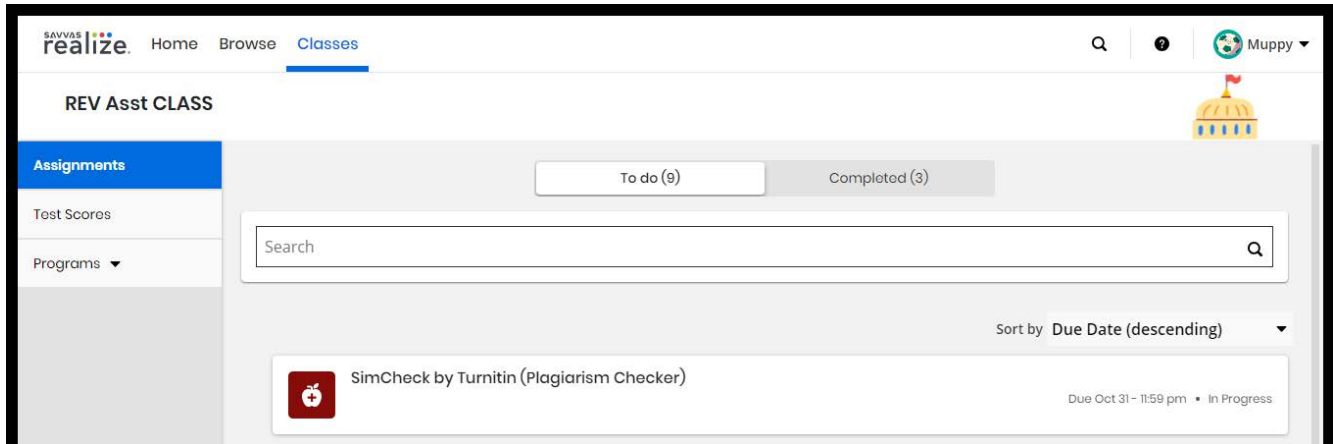 SAVVAS
realize. Home Browse Classes Muppy
REV Asst CLASS
Assignments
To do (9) Completed (3)
Test Scores
Search
Programs
Sort by Due Date (descending)
SimCheck by Turnitin (Plagiarism Checker)
Due Oct 31 - 11:59 pm • In Progress